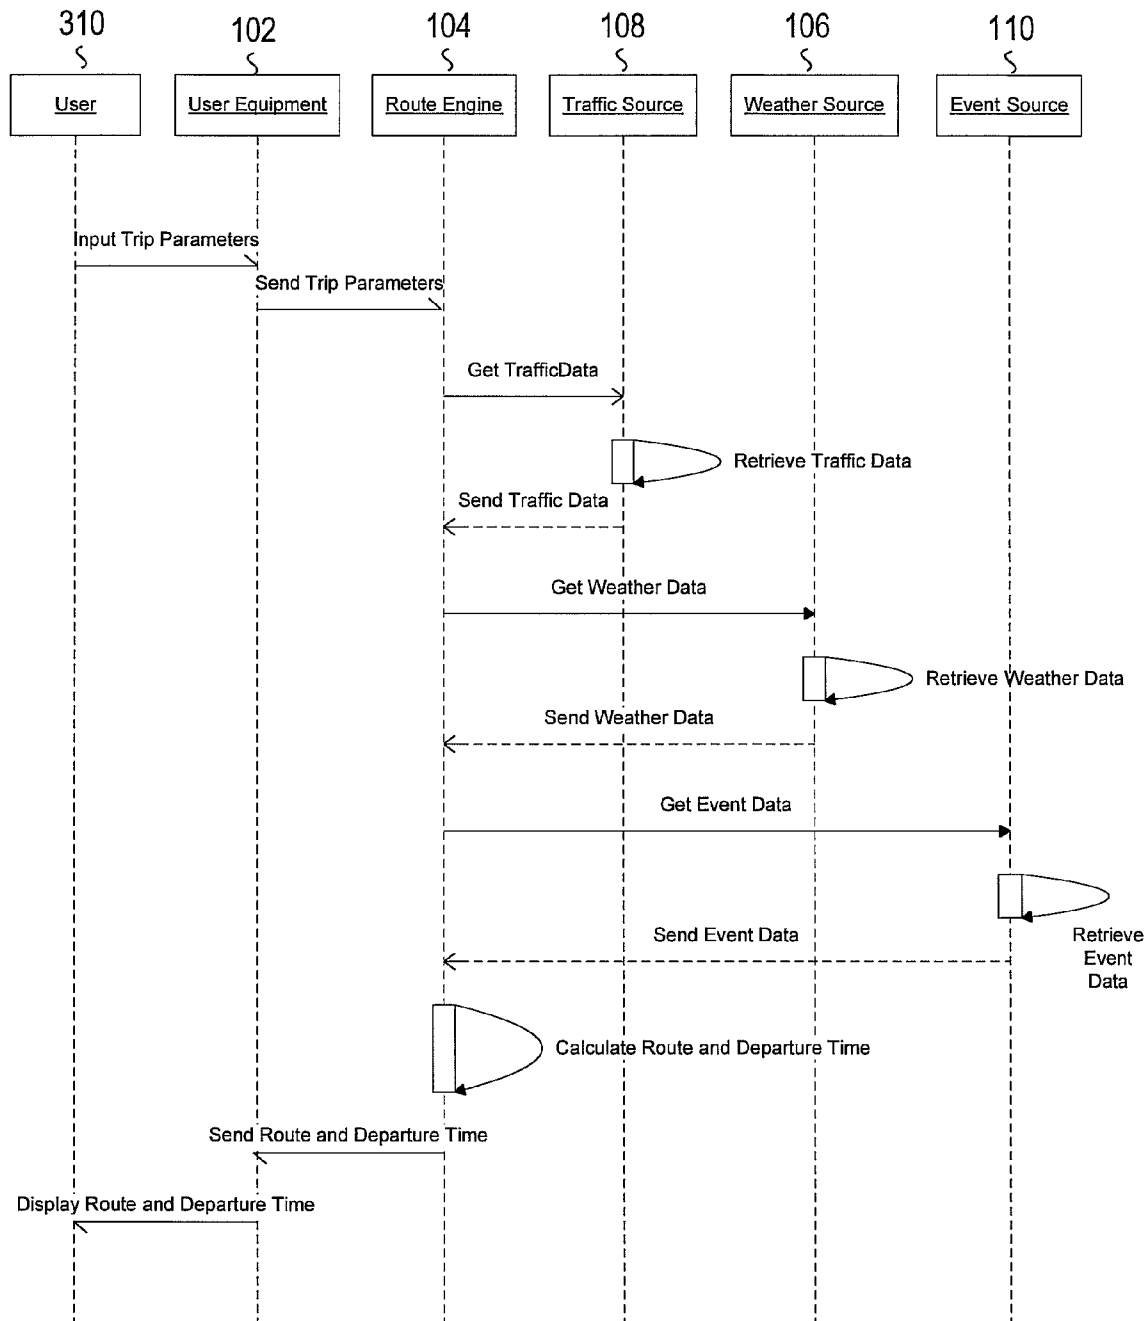 310 102 104 108 106 110
User User Equipment Route Engine Traffic Source Weather Source Event Source
Input Trip Parameters
Send Trip Parameters
Get TrafficData
Retrieve Traffic Data
Send Traffic Data
Get Weather Data
Retrieve Weather Data
Send Weather Data
Get Event Data
Send Event Data
Retrieve
Event
Data
Calculate Route and Departure Time
Send Route and Departure Time
Display Route and Departure Time